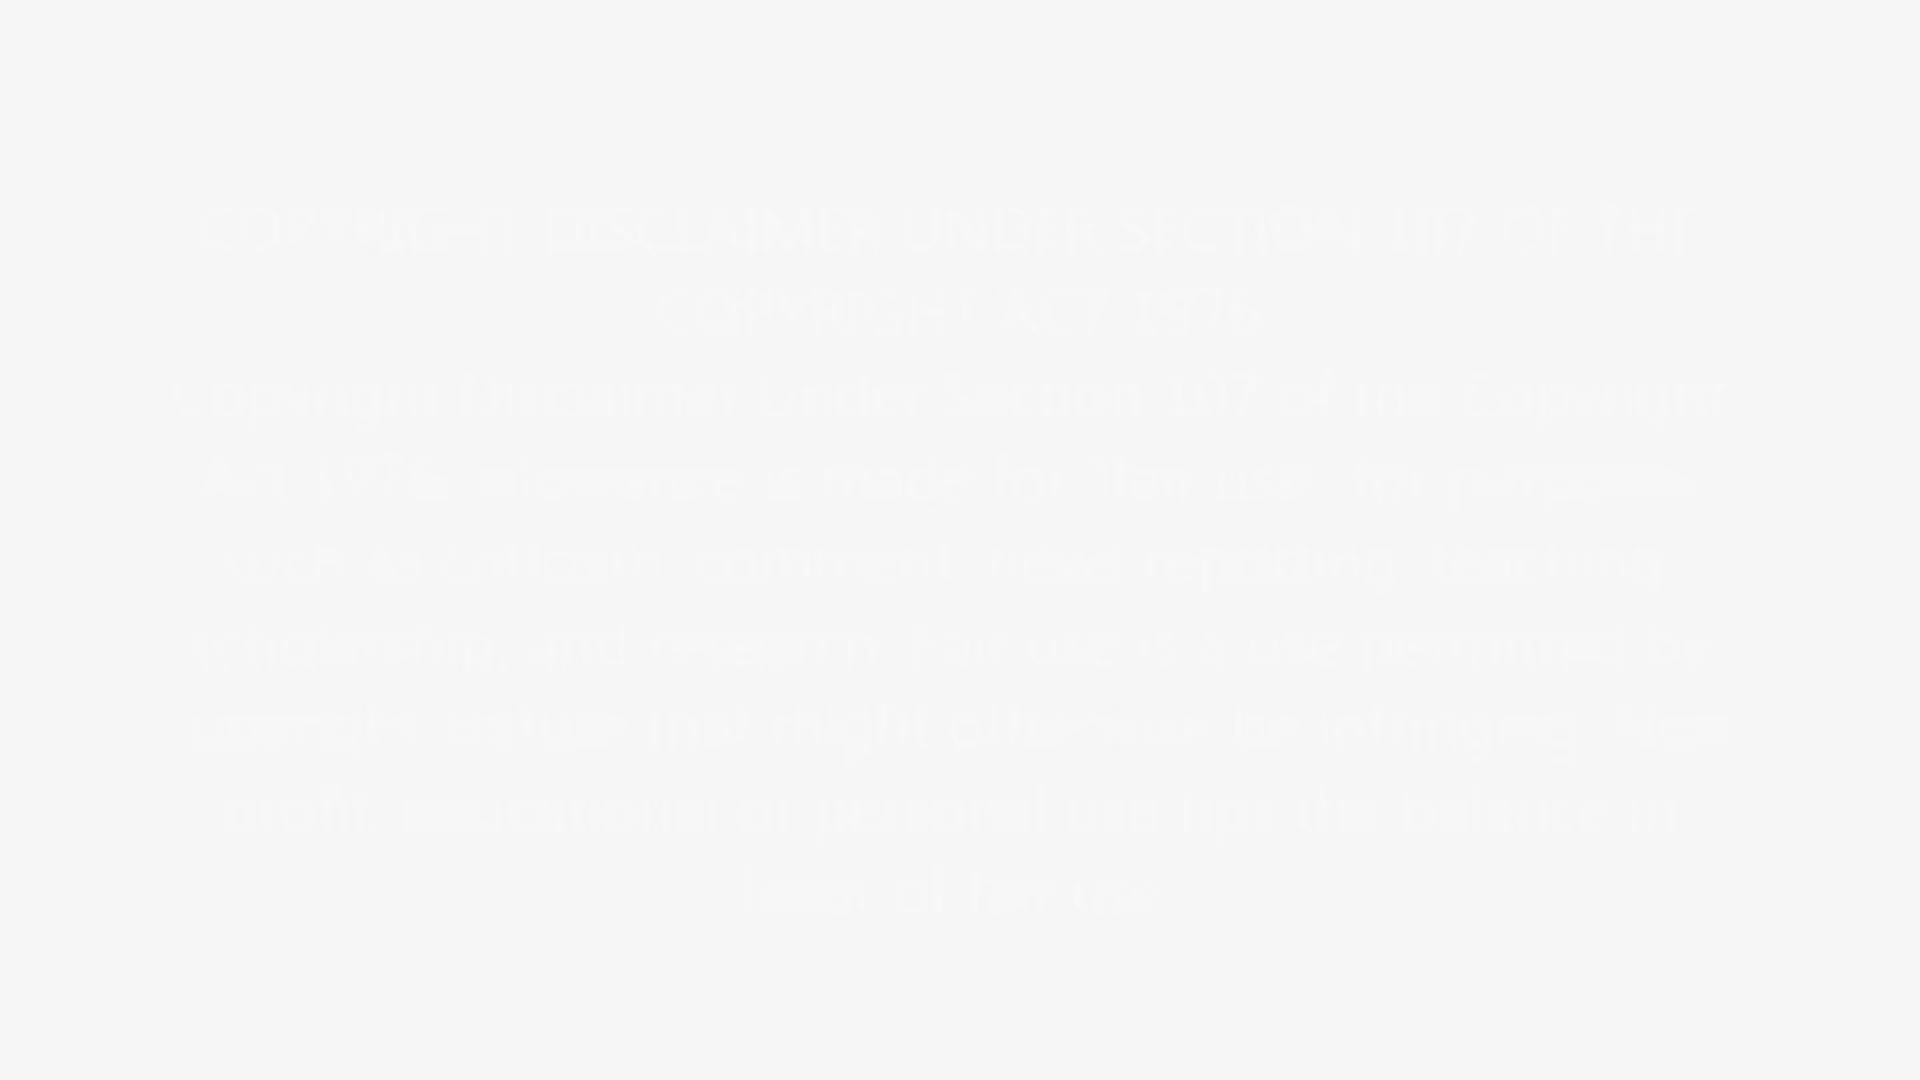 COPYRIGHT DISCLAIMER UNDER SECTION 107 OF THE
COPYRIGHT ACT 1976
Copyright Disclaimer Under Section 107 of the Copyright
Act 1976, allowance is made for "fair use" for purposes
such as criticism, comment, news reporting, teaching,
scholarship, and research. Fair use is a use permitted by
copyright statute that might otherwise be infringing. Non-
profit, educational or personal use tips the balance in
favor of fair use.